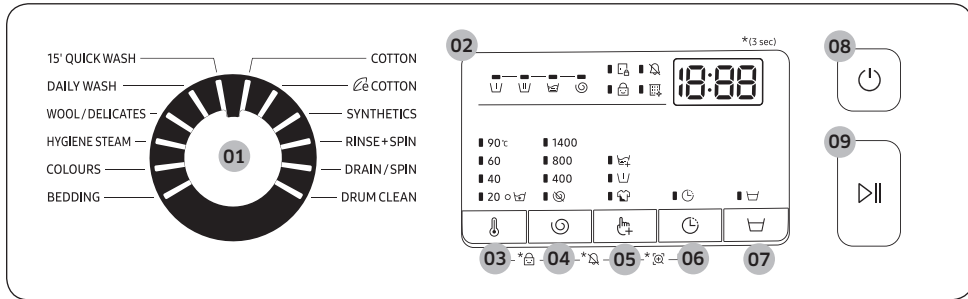 15' QUICK WASH
DAILY WASH
WOOL/DELICATES
HYGIENE STEAM
COLOURS
BEDDING
01
COTTON
e COTTON
SYNTHETICS
RINSE+SPIN
DRAIN/SPIN
DRUM CLEAN
02
*(3 sec)
18:88
90℃ 1400
60 800
40 400
20
03 * 04 * 05 * 06 07
08
09